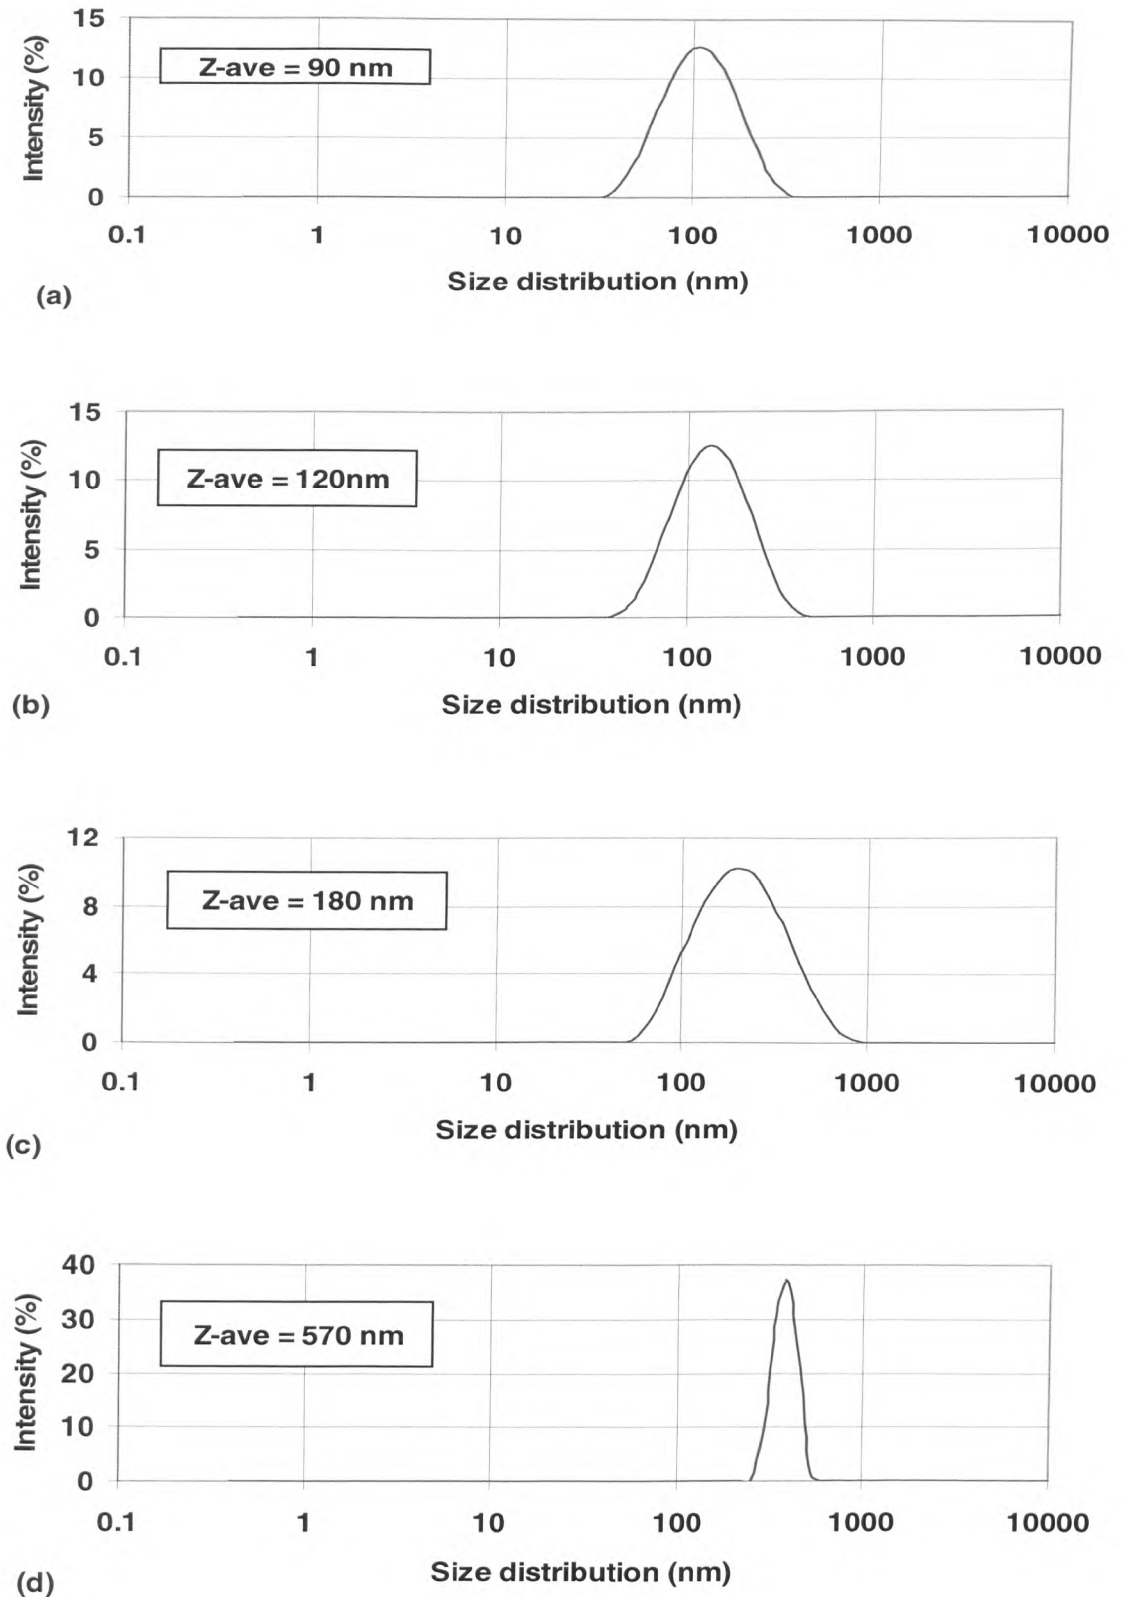 15
Z-ave = 90 nm
10
5
0
Intensity (%)
0.1 1 10 100 1000 10000
Size distribution (nm)
(a)
15
Z-ave = 120nm
10
5
0
Intensity (%)
0.1 1 10 100 1000 10000
Size distribution (nm)
(b)
12
Z-ave = 180 nm
8
4
0
Intensity (%)
0.1 1 10 100 1000 10000
Size distribution (nm)
(c)
40
30
Z-ave = 570 nm
20
10
0
Intensity (%)
0.1 1 10 100 1000 10000
Size distribution (nm)
(d)